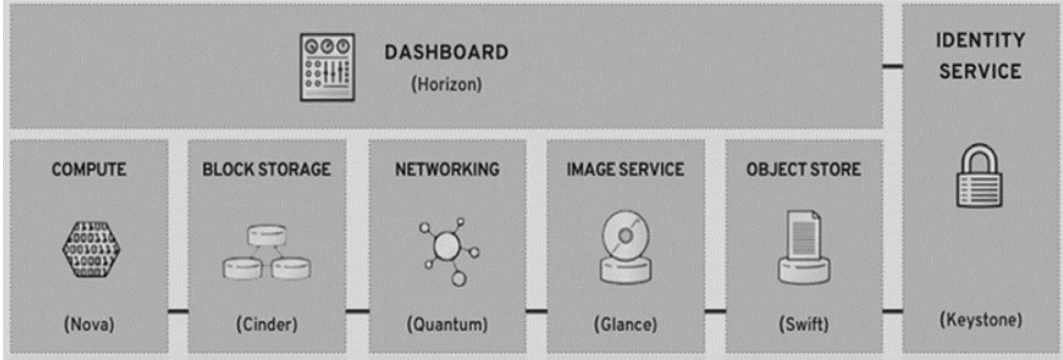 DASHBOARD
(Horizon)
IDENTITY
SERVICE
COMPUTE
BLOCK STORAGE
NETWORKING
IMAGE SERVICE
OBJECT STORE
(Nova)
(Cinder)
(Quantum)
(Glance)
(Swift)
(Keystone)